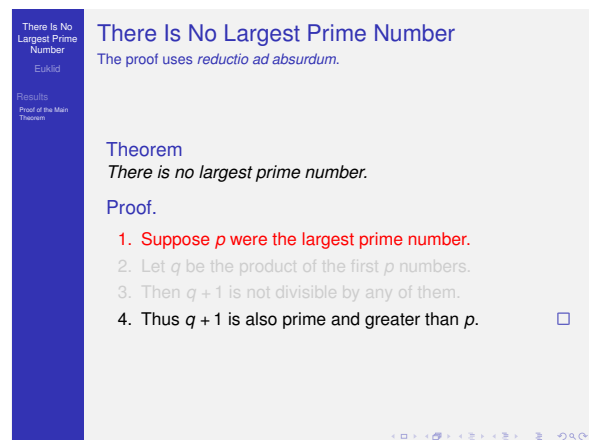 There Is No
Largest Prime
Number
Euklid
Results
Proof of the Main
Theorem
There Is No Largest Prime Number
The proof uses reductio ad absurdum.
Theorem
There is no largest prime number.
Proof.
1. Suppose p were the largest prime number.
2. Let q be the product of the first p numbers.
3. Then q + 1 is not divisible by any of them.
4. Thus q + 1 is also prime and greater than p. □